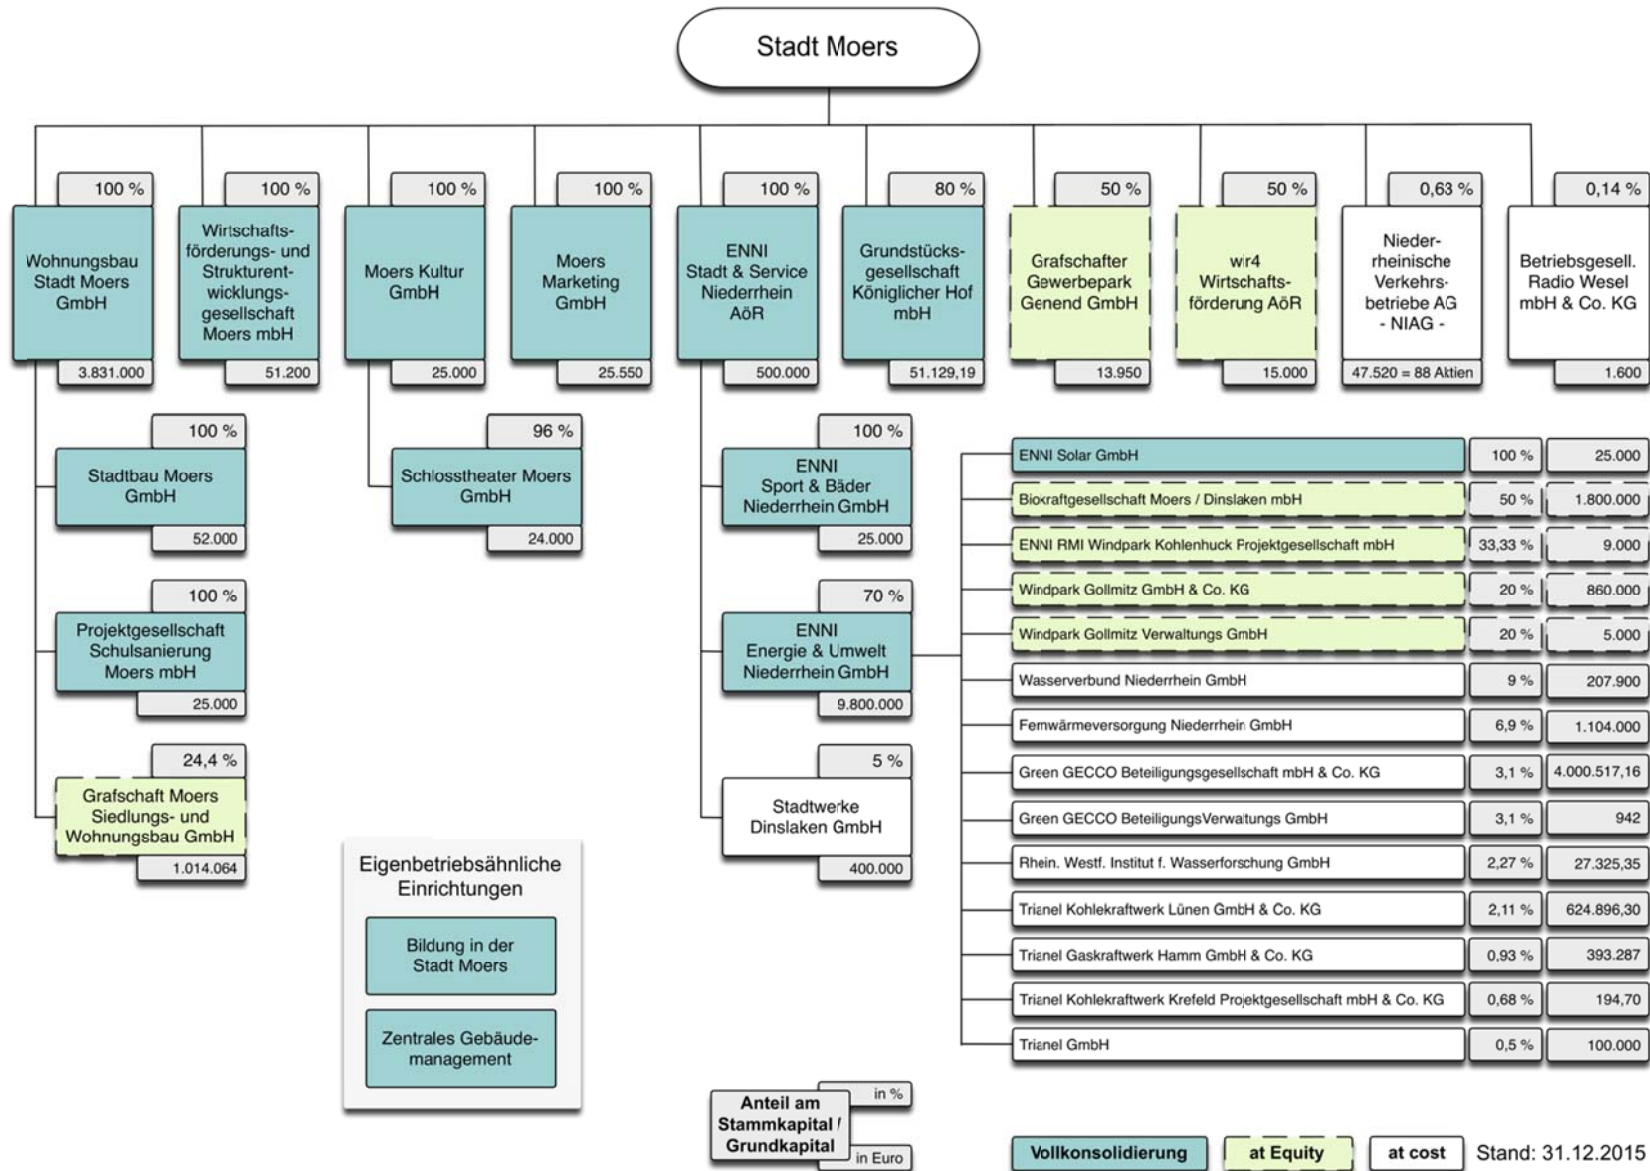 Stadt Moers
100 %
Wohnungsbau
Stadt Moers
GmbH
3.831.000
100 %
Wirtschafts-
förderungs- und
Strukturent-
wicklungs-
gesellschaft
Moers mbH
51.200
100 %
Moers Kultur
GmbH
25.000
100 %
Moers
Marketing
GmbH
25.550
100 %
ENNI
Stadt & Service
Niederrhein
AöR
500.000
80 %
Grundstücks-
gesellschaft
Königlicher Hof
mbH
51.129,19
50 %
Grafschafter
Gewerbepark
Genend GmbH
13.950
50 %
wir4
Wirtschafts-
förderung AöR
15.000
0,63 %
Nieder-
rheinische
Verkehrs-
betriebe AG
- NIAG -
47.520 = 88 Aktien
0,14 %
Betriebsgesell.
Radio Wesel
mbH & Co. KG
1.600
100 %
Stadtbau Moers
GmbH
52.000
100 %
Projektgesellschaft
Schulsanierung
Moers mbH
25.000
24,4 %
Grafschaft Moers
Siedlungs- und
Wohnungsbau GmbH
1.014.064
96 %
Schlosstheater Moers
GmbH
24.000
100 %
ENNI
Sport & Bäder
Niederrhein GmbH
25.000
70 %
ENNI
Energie & Umwelt
Niederrhein GmbH
9.800.000
5 %
Stadtwerke
Dinslaken GmbH
400.000
ENNI Solar GmbH 100 % 25.000
Biokraftgesellschaft Moers / Dinslaken mbH 50 % 1.800.000
ENNI RMI Windpark Kohlenhuck Projektgesellschaft mbH 33,33 % 9.000
Windpark Gollmitz GmbH & Co. KG 20 % 860.000
Windpark Gollmitz Verwaltungs GmbH 20 % 5.000
Wasserverbund Niederrhein GmbH 9 % 207.900
Fernwärmeversorgung Niederrhein GmbH 6,9 % 1.104.000
Green GECCO Beteiligungsgesellschaft mbH & Co. KG 3,1 % 4.000.517,16
Green GECCO BeteiligungsVerwaltungs GmbH 3,1 % 942
Rhein. Westf. Institut f. Wasserforschung GmbH 2,27 % 27.325,35
Trianel Kohlekraftwerk Lünen GmbH & Co. KG 2,11 % 624.896,30
Trianel Gaskraftwerk Hamm GmbH & Co. KG 0,93 % 393.287
Trianel Kohlekraftwerk Krefeld Projektgesellschaft mbH & Co. KG 0,68 % 194,70
Trianel GmbH 0,5 % 100.000
Eigenbetriebsähnliche
Einrichtungen
Bildung in der
Stadt Moers
Zentrales Gebäude-
management
in %
Anteil am
Stammkapital /
Grundkapital
in Euro
Vollkonsolidierung at Equity at cost Stand: 31.12.2015